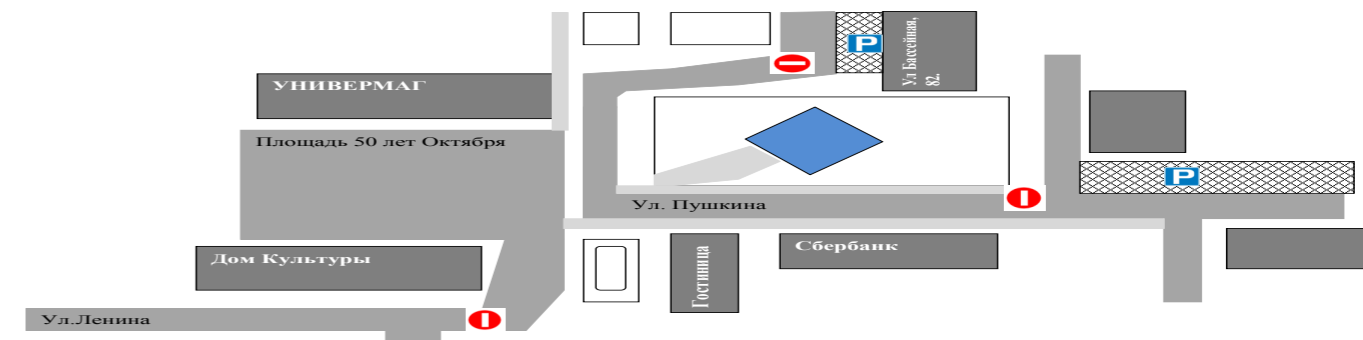 P
Ул Бассейная,
82.
УНИВЕРМАГ
Площадь 50 лет Октября
P
Ул. Пушкина
Дом Культуры
Гостиница
Сбербанк
Ул.Ленина